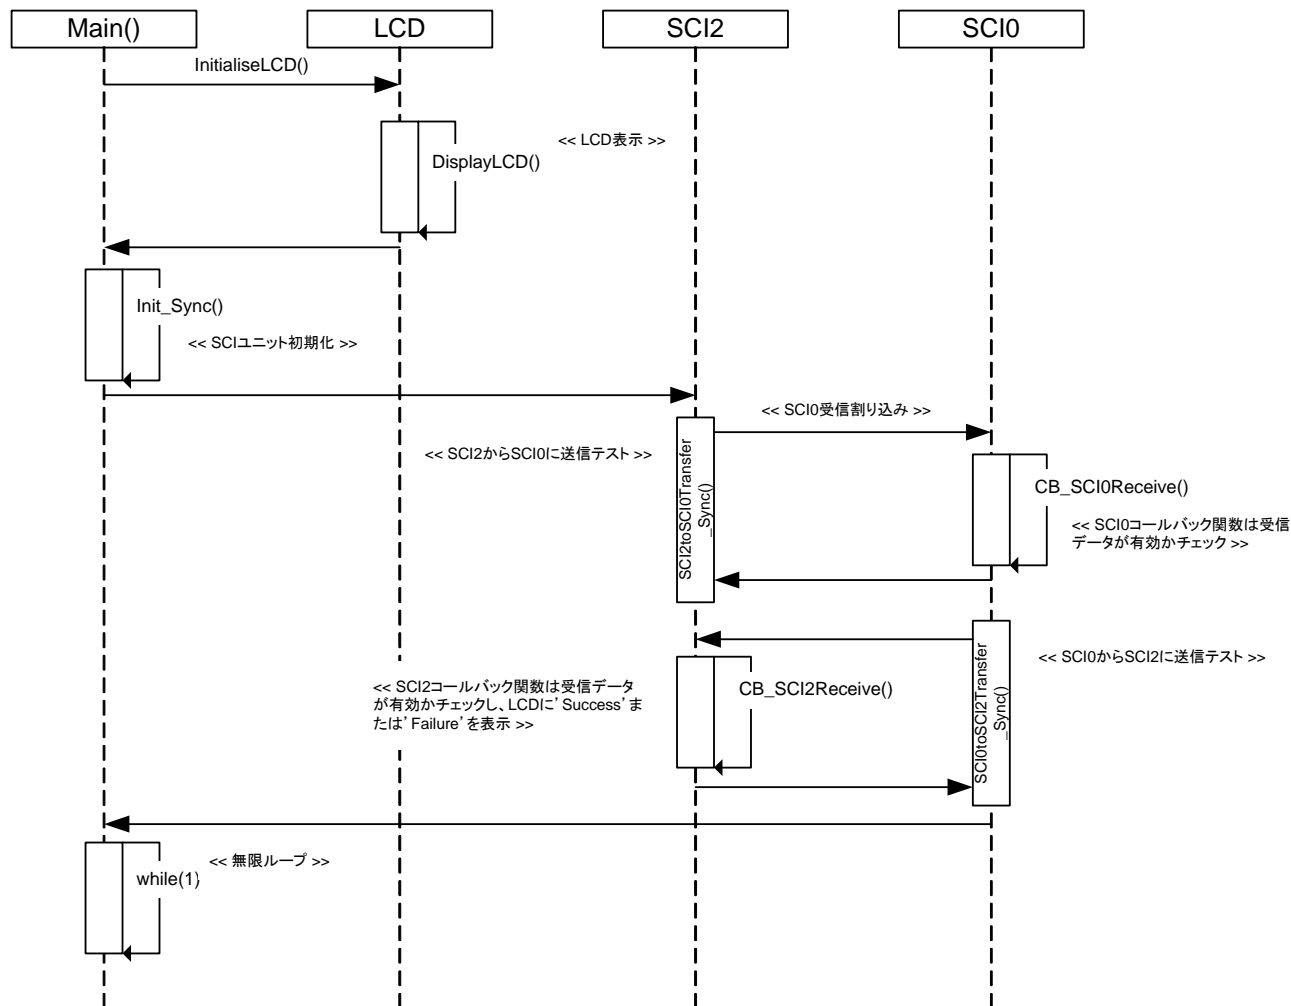 Main()
LCD
SCI2
SCI0
InitialiseLCD()
<< LCD表示 >>
DisplayLCD()
Init_Sync()
<< SCIユニット初期化 >>
<< SCI0受信割り込み >>
<< SCI2からSCI0に送信テスト >>
SCI2toSCI0Transfer
_Sync()
CB_SCI0Receive()
<< SCI0コールバック関数は受信
データが有効かチェック >>
SCI0toSCI2Transfer
_Sync()
<< SCI0からSCI2に送信テスト >>
<< SCI2コールバック関数は受信データ
が有効かチェックし、LCDに’Success’ま
たは’Failure’を表示 >>
CB_SCI2Receive()
<< 無限ループ >>
while(1)